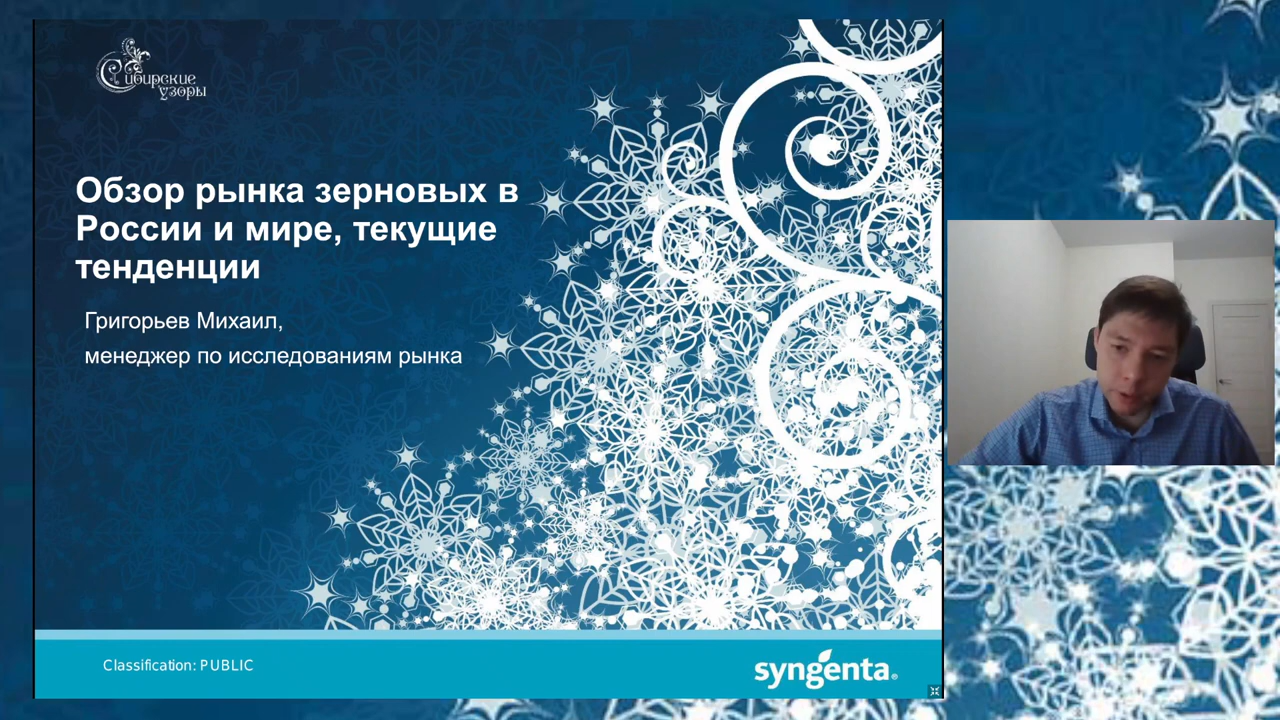 Сибирские
узоры
Обзор рынка зерновых в
России и мире, текущие
тенденции
Григорьев Михаил,
менеджер по исследованиям рынка
Classification: PUBLIC
syngenta®